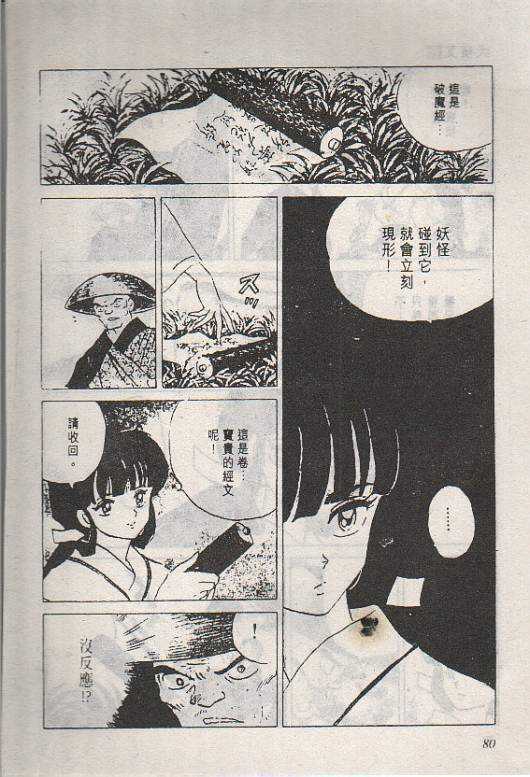 這是
破魔經…
妖怪
碰到它，
就會立刻
現形！
……
ズッ
這是卷…
寶貴的經文
呢！
請收回。
！
沒反應!?
80